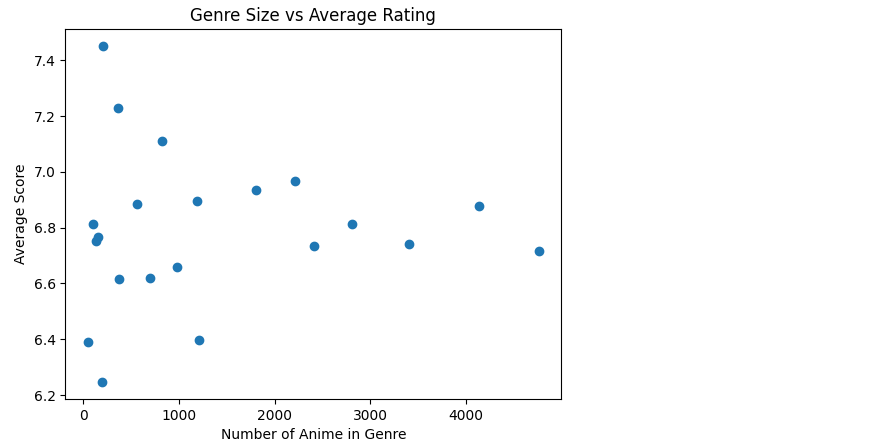 Genre Size vs Average Rating
7.4
7.2
7.0
6.8
6.6
6.4
6.2
Average Score
0 1000 2000 3000 4000
Number of Anime in Genre